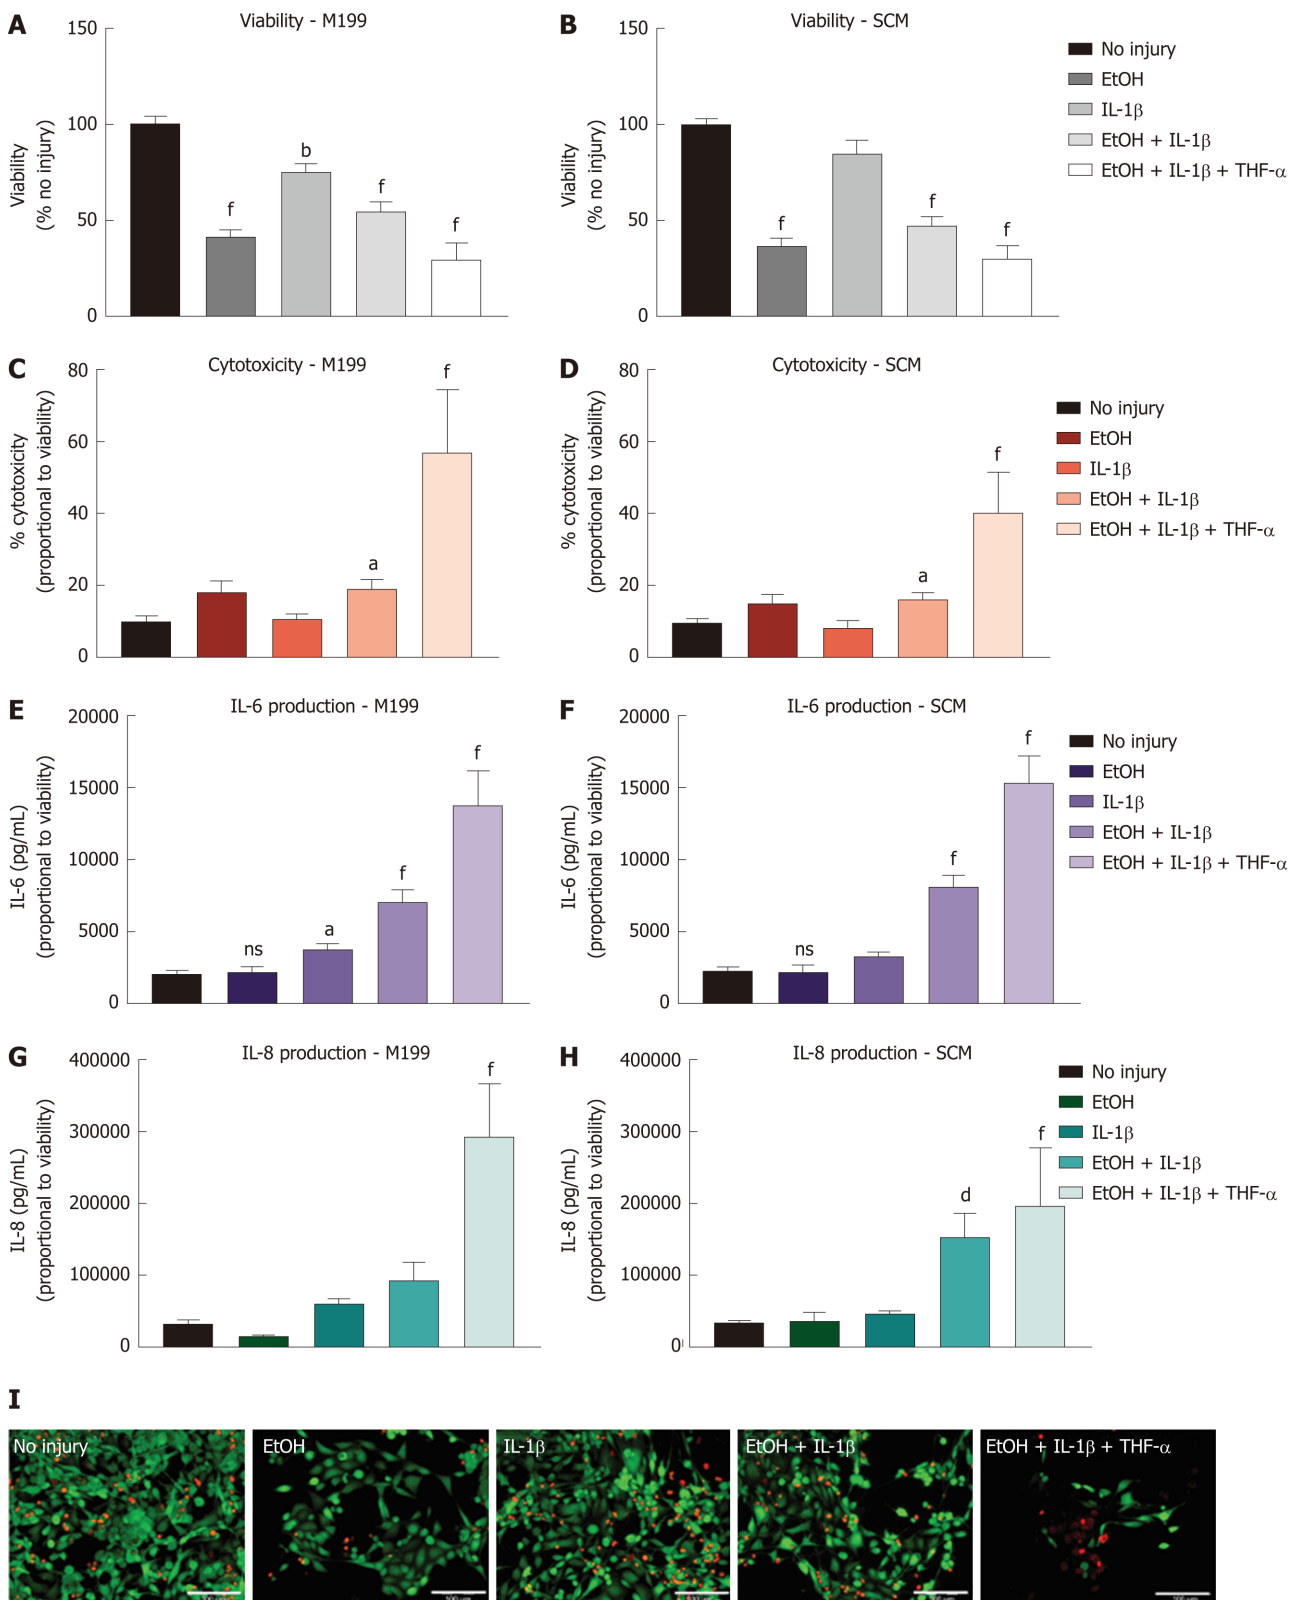 A
Viability - M199
150
100
50
0
Viability
(% no injury)
f
b
f
f
B
Viability - SCM
150
100
50
0
Viability
(% no injury)
f
f
f
No injury
EtOH
IL-1β
EtOH + IL-1β
EtOH + IL-1β + THF-α
C
Cytotoxicity - M199
80
60
40
20
0
% cytotoxicity
(proportional to viability)
a
f
D
Cytotoxicity - SCM
80
60
40
20
0
% cytotoxicity
(proportional to viability)
a
f
No injury
EtOH
IL-1β
EtOH + IL-1β
EtOH + IL-1β + THF-α
E
IL-6 production - M199
20000
15000
10000
5000
0
IL-6 (pg/mL)
(proportional to viability)
ns
a
f
f
F
IL-6 production - SCM
20000
15000
10000
5000
0
IL-6 (pg/mL)
(proportional to viability)
ns
f
f
No injury
EtOH
IL-1β
EtOH + IL-1β
EtOH + IL-1β + THF-α
G
IL-8 production - M199
400000
300000
200000
100000
0
IL-8 (pg/mL)
(proportional to viability)
f
H
IL-8 production - SCM
400000
300000
200000
100000
0
IL-8 (pg/mL)
(proportional to viability)
d
f
No injury
EtOH
IL-1β
EtOH + IL-1β
EtOH + IL-1β + THF-α
I
No injury
EtOH
IL-1β
EtOH + IL-1β
EtOH + IL-1β + THF-α